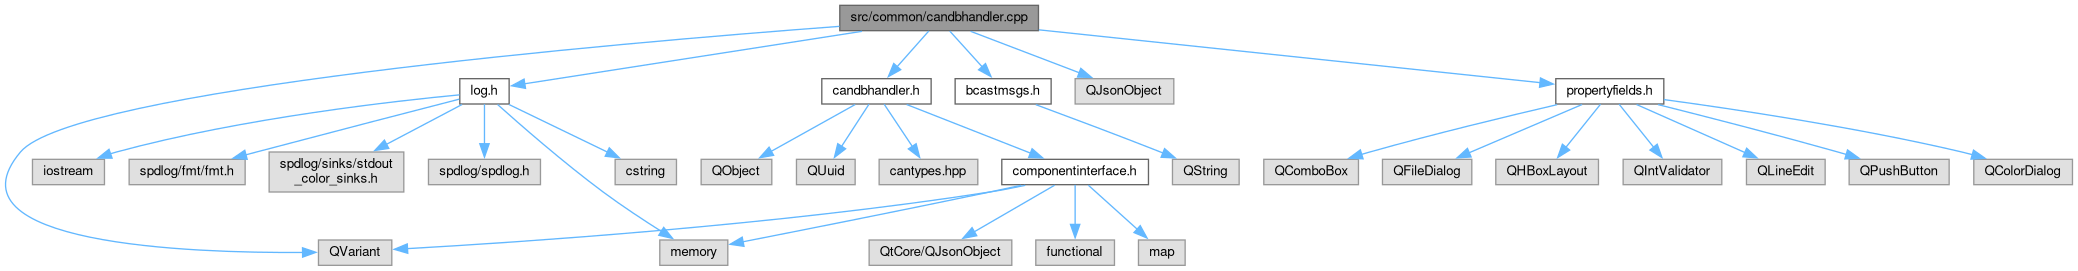 src/common/candbhandler.cpp
log.h
candbhandler.h
bcastmsgs.h
QJsonObject
propertyfields.h
iostream
spdlog/fmt/fmt.h
spdlog/sinks/stdout
_color_sinks.h
spdlog/spdlog.h
cstring
QObject
QUuid
cantypes.hpp
componentinterface.h
QString
QComboBox
QFileDialog
QHBoxLayout
QIntValidator
QLineEdit
QPushButton
QColorDialog
QVariant
memory
QtCore/QJsonObject
functional
map